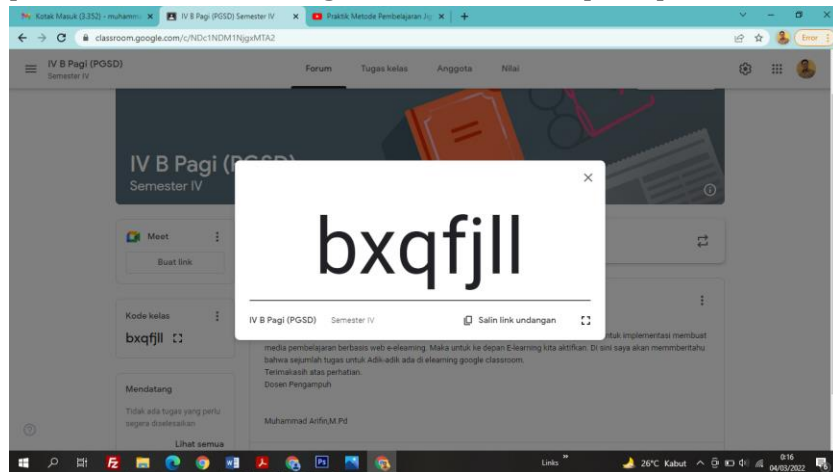 Kotak Masuk (3.352) - muhamm
IV B Pagi (PGSD) Semester IV
Praktik Metode Pembelajaran Jig
classroom.google.com/c/NDc1NDM1NjgxMTA2
Error
IV B Pagi (PGSD)
Semester IV
Forum Tugas kelas Anggota Nilai
IV B Pagi (PGSD)
Semester IV
Meet
Buat link
Kode kelas
bxqfjll
bxqfjll
IV B Pagi (PGSD) Semester IV Salin link undangan
ntuk implementasi membuat
media pembelajaran berbasis web e-elearning. Maka untuk ke depan E-learning kita aktifkan. Di sini saya akan memmberitahu
bahwa sejumlah tugas untuk Adik-adik ada di elearning google classroom.
Terimakasih atas perhatian.
Dosen Pengampuh
Muhammad Arifin,M.Pd
Mendatang
Tidak ada tugas yang perlu
segera diselesaikan
Lihat semua
Links
26°C Kabut
0:16
04/03/2022